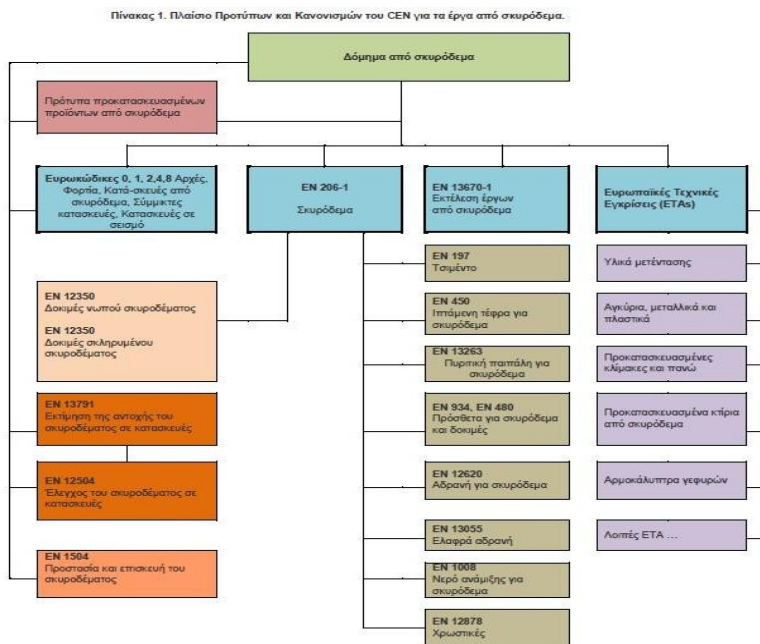 Πίνακας 1. Πλαίσιο Προτύπων και Κανονισμών του CEN για τα έργα από σκυρόδεμα.
Δόμημα από σκυρόδεμα
Πρότυπα προκατασκευασμένων
προϊόντων από σκυρόδεμα
Ευρωκώδικες 0, 1, 2,4,8 Αρχές,
Φορτία, Κατά-σκευές από
σκυρόδεμα, Σύμμικτες
κατασκευές, Κατασκευές σε
σεισμό
EN 206-1
Σκυρόδεμα
EN 13670-1
Εκτέλεση έργων
από σκυρόδεμα
Ευρωπαϊκές Τεχνικές
Εγκρίσεις (ETAs)
EN 12350
Δοκιμές νωπού σκυροδέματος
EN 12350
Δοκιμές σκληρυμένου
σκυροδέματος
EN 13791
Εκτίμηση της αντοχής του
σκυροδέματος σε κατασκευές
EN 12504
Έλεγχος του σκυροδέματος σε
κατασκευές
EN 1504
Προστασία και επισκευή του
σκυροδέματος
EN 197
Τσιμέντο
EN 450
Ιπτάμενη τέφρα για
σκυρόδεμα
EN 13263
Πυριτική παιπάλη για
σκυρόδεμα
EN 934, EN 480
Πρόσθετα για σκυρόδεμα
και δοκιμές
EN 12620
Αδρανή για σκυρόδεμα
EN 13055
Ελαφρά αδρανή
EN 1008
Νερό ανάμιξης για
σκυρόδεμα
EN 12878
Χρωστικές
Υλικά μετέντασης
Αγκύρια, μεταλλικά και
πλαστικά
Προκατασκευασμένες
κλίμακες και πανώ
Προκατασκευασμένα κτίρια
από σκυρόδεμα
Αρμοκάλυπτρα γεφυρών
Λοιπές ETA ...